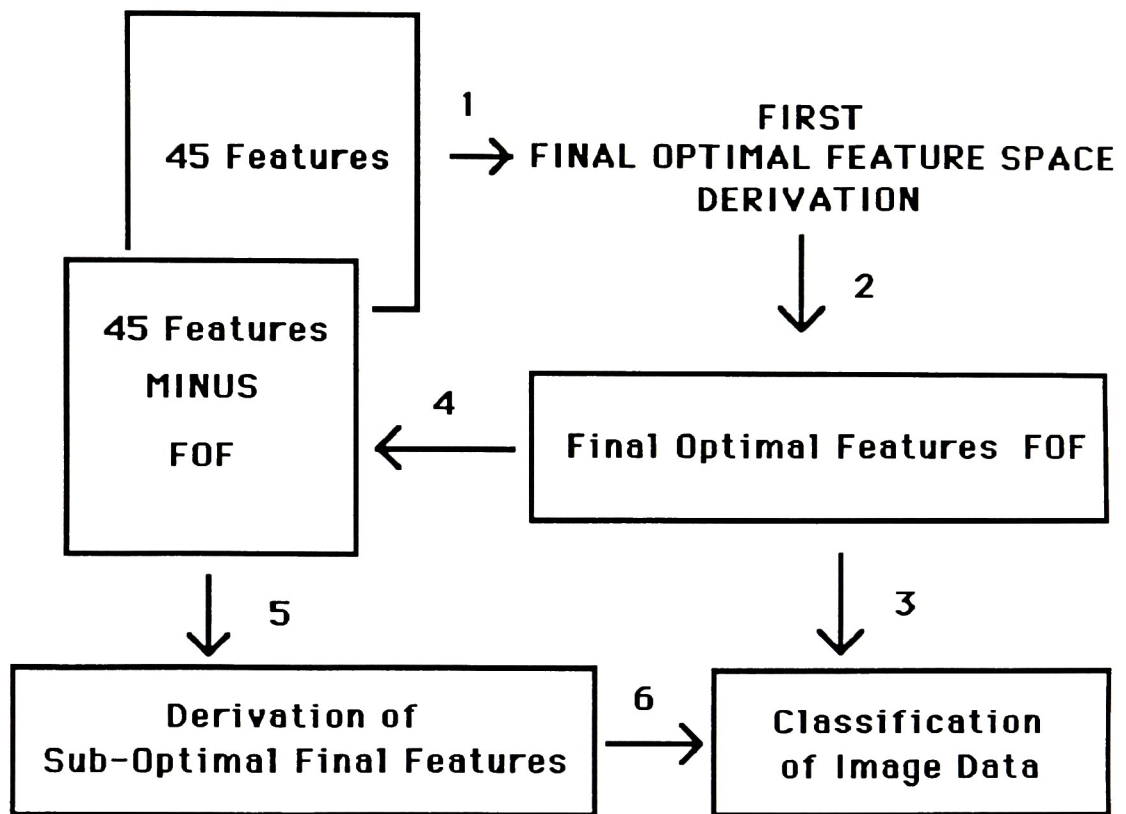 45 Features
1
FIRST
FINAL OPTIMAL FEATURE SPACE
DERIVATION
2
45 Features
MINUS
FOF
4
Final Optimal Features FOF
5
3
Derivation of
Sub-Optimal Final Features
6
Classification
of Image Data